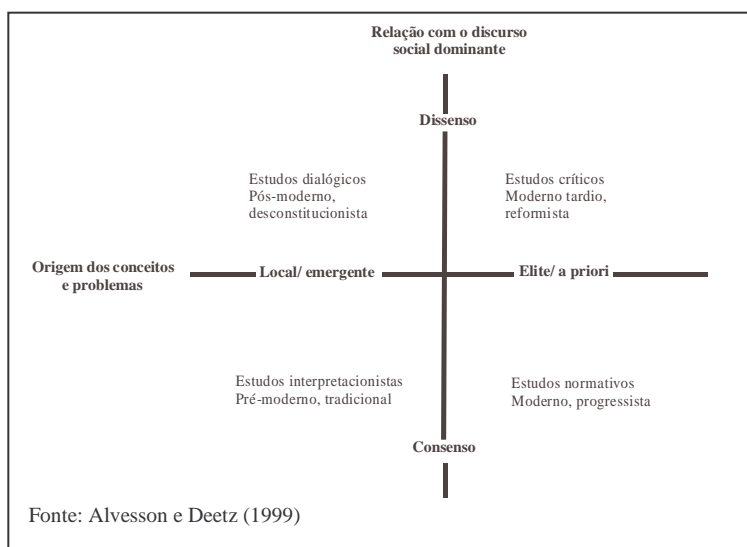 Relação com o discurso
social dominante
Dissenso
Estudos dialógicos
Pós-moderno,
desconstitucionista
Estudos críticos
Moderno tardio,
reformista
Origem dos conceitos
e problemas
Local/ emergente
Elite/ a priori
Estudos interpretacionistas
Pré-moderno, tradicional
Estudos normativos
Moderno, progressista
Consenso
Fonte: Alvesson e Deetz (1999)